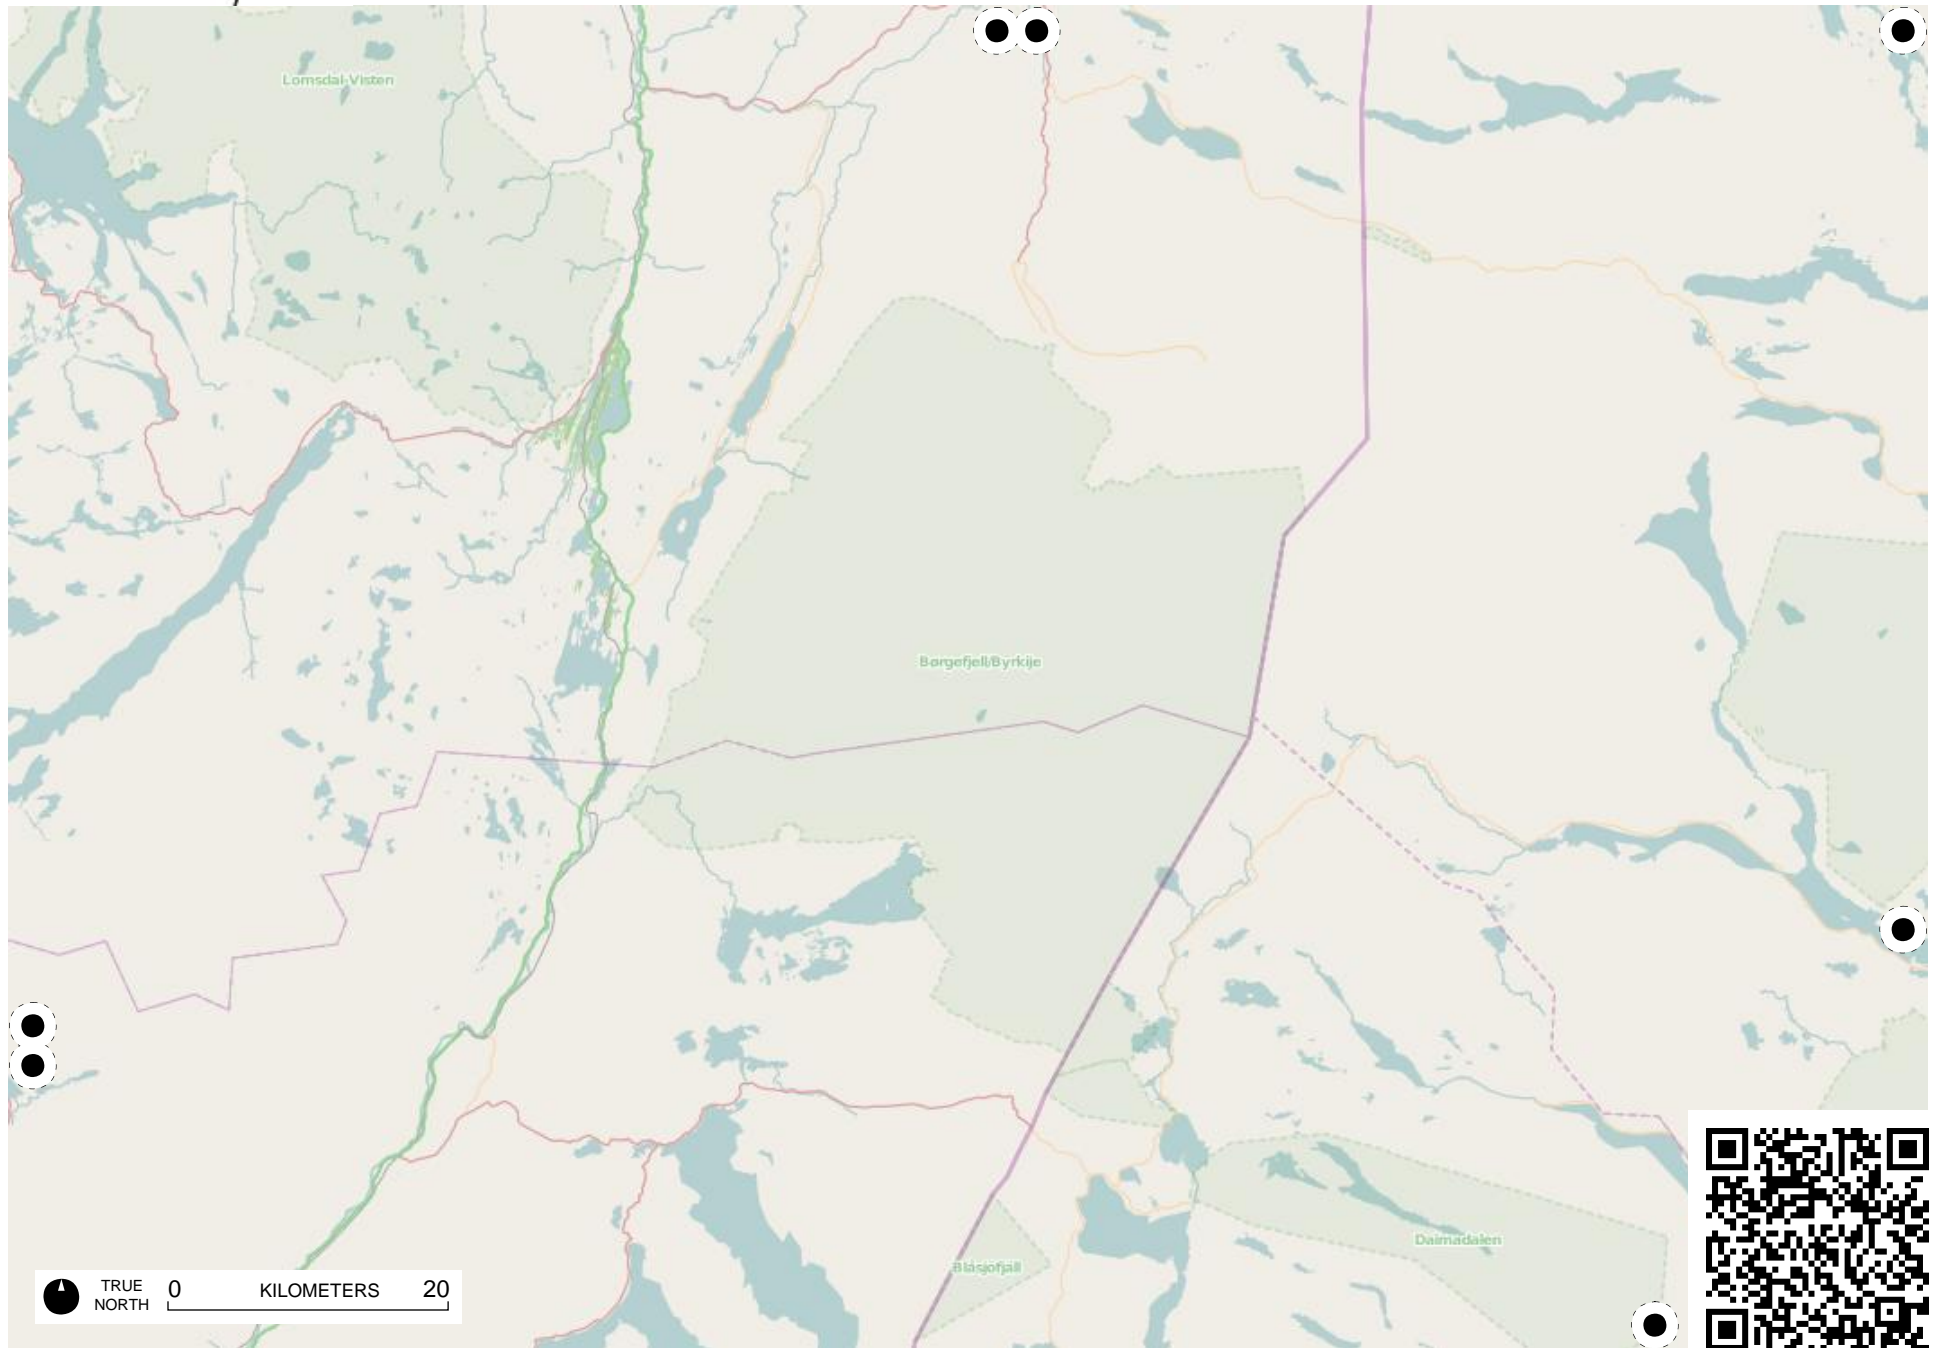 Lomsdal-Visten
Børgefjell/Byrkije
Daimadalen
Blåsjöfjäll
TRUE
NORTH
0 KILOMETERS 20